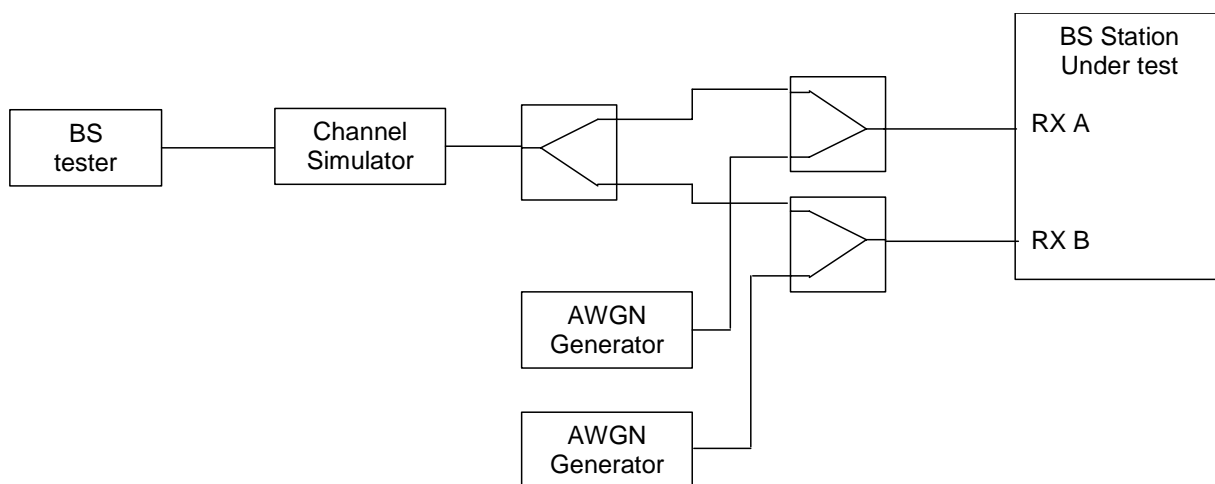 BS
tester
Channel
Simulator
AWGN
Generator
AWGN
Generator
BS Station
Under test
RX A
RX B